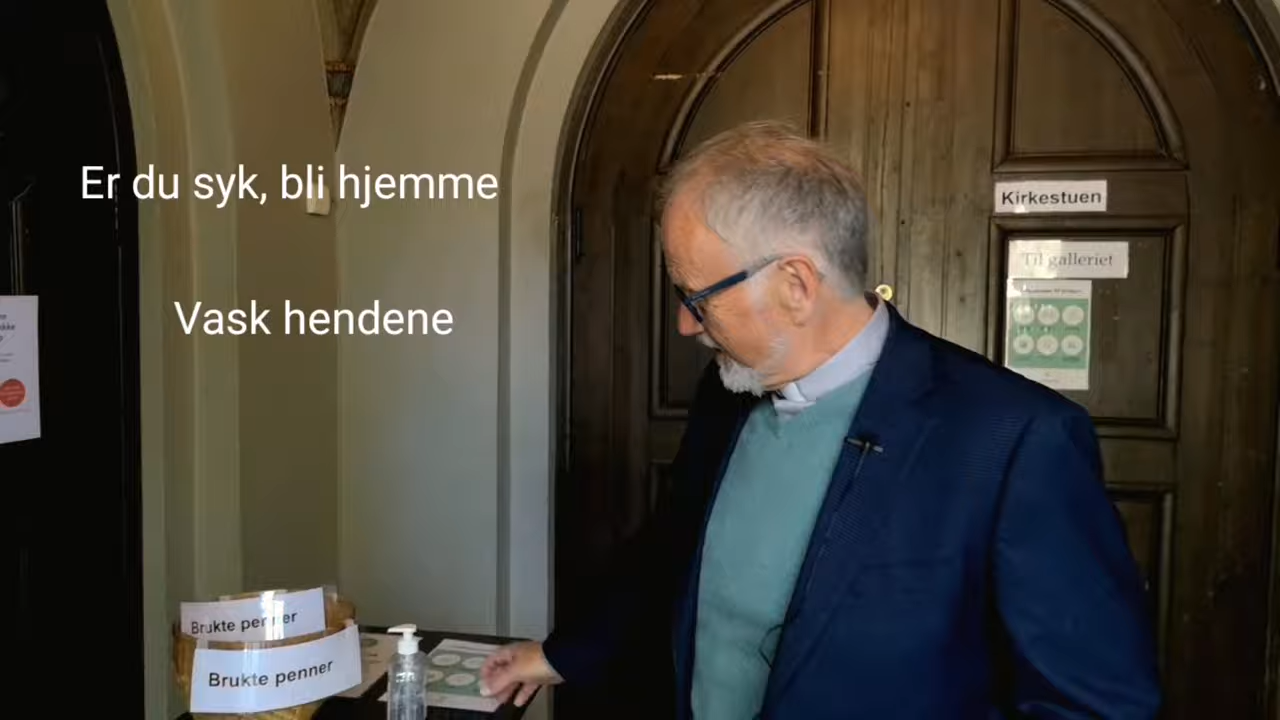 Er du syk, bli hjemme
Vask hendene
Kirkestuen
Til galleriet
Brukte penner
Brukte penner